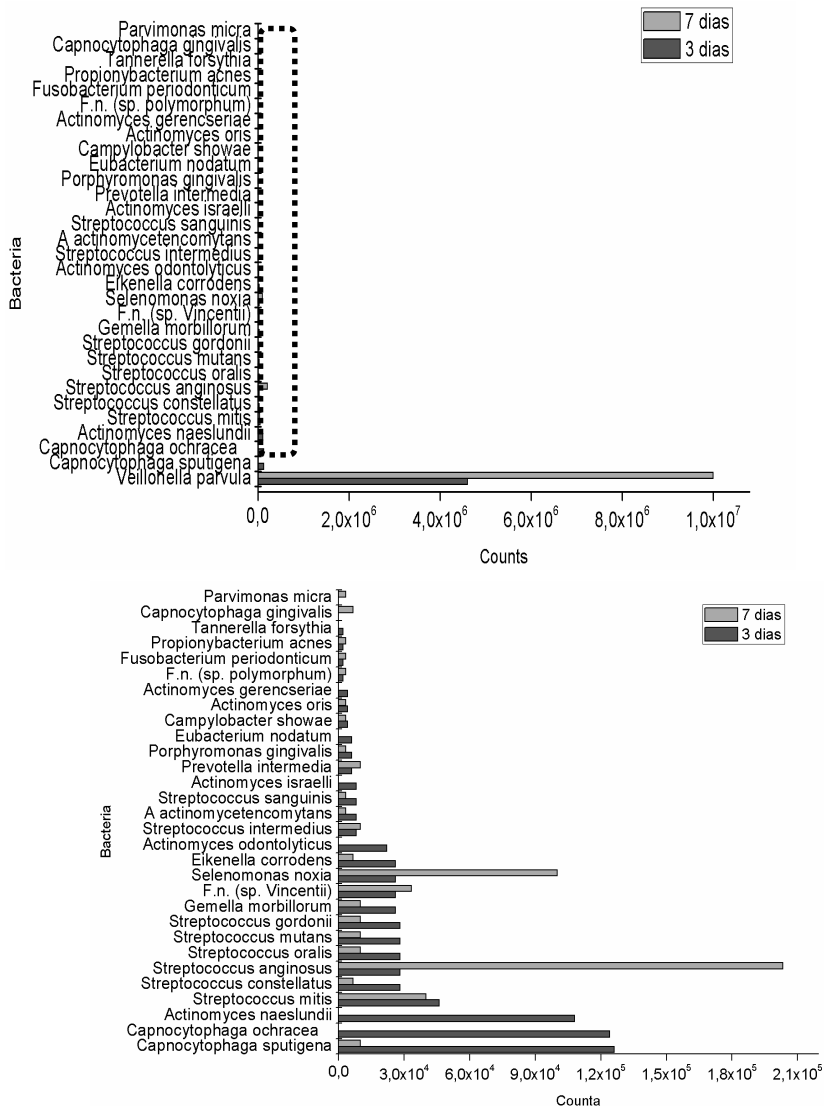 7 dias
3 dias
Parvimonas micra
Capnocytophaga gingivalis
Tannerella forsythia
Propionybacterium acnes
Fusobacterium periodonticum
F.n. (sp. polymorphum)
Actinomyces gerencseriae
Actinomyces oris
Campylobacter showae
Eubacterium nodatum
Porphyromonas gingivalis
Prevotella intermedia
Actinomyces israelli
Streptococcus sanguinis
A actinomycetencomytans
Streptococcus intermedius
Actinomyces odontolyticus
Eikenella corrodens
Selenomonas noxia
F.n. (sp. Vincentii)
Gemella morbillorum
Streptococcus gordonii
Streptococcus mutans
Streptococcus oralis
Streptococcus anginosus
Streptococcus constellatus
Streptococcus mitis
Actinomyces naeslundii
Capnocytophaga ochracea
Capnocytophaga sputigena
Veillonella parvula
Bacteria
0,0 2,0x10⁶ 4,0x10⁶ 6,0x10⁶ 8,0x10⁶ 1,0x10⁷
Counts
7 dias
3 dias
Parvimonas micra
Capnocytophaga gingivalis
Tannerella forsythia
Propionybacterium acnes
Fusobacterium periodonticum
F.n. (sp. polymorphum)
Actinomyces gerencseriae
Actinomyces oris
Campylobacter showae
Eubacterium nodatum
Porphyromonas gingivalis
Prevotella intermedia
Actinomyces israelli
Streptococcus sanguinis
A actinomycetencomytans
Streptococcus intermedius
Actinomyces odontolyticus
Eikenella corrodens
Selenomonas noxia
F.n. (sp. Vincentii)
Gemella morbillorum
Streptococcus gordonii
Streptococcus mutans
Streptococcus oralis
Streptococcus anginosus
Streptococcus constellatus
Streptococcus mitis
Actinomyces naeslundii
Capnocytophaga ochracea
Capnocytophaga sputigena
Bacteria
0,0 3,0x10⁴ 6,0x10⁴ 9,0x10⁴ 1,2x10⁵ 1,5x10⁵ 1,8x10⁵ 2,1x10⁵
Counta